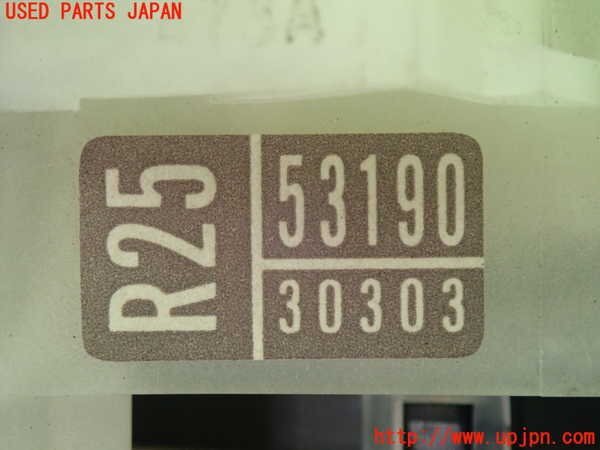 USED PARTS JAPAN
R25
53190
30303
http://www.upjpn.com/